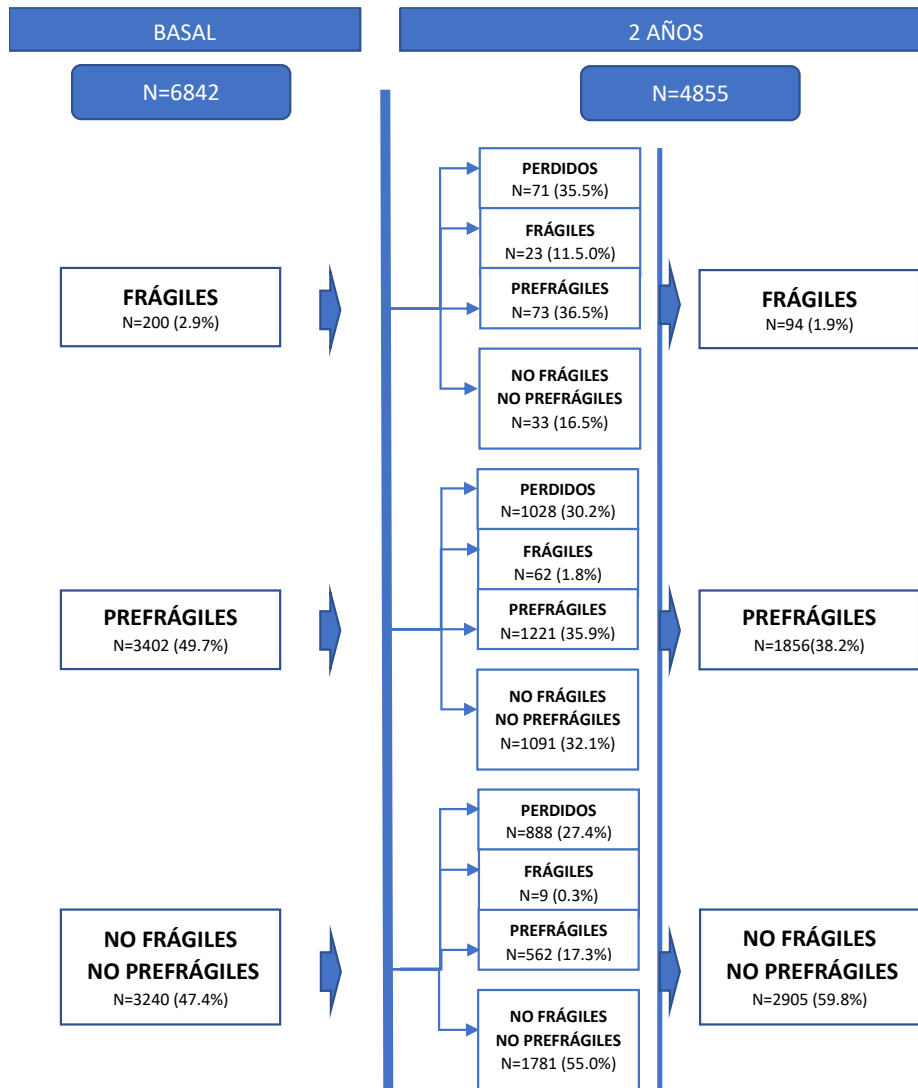 BASAL
2 AÑOS
N=6842
N=4855
FRÁGILES
N=200 (2.9%)
PERDIDOS
N=71 (35.5%)
FRÁGILES
N=23 (11.5.0%)
PREFRÁGILES
N=73 (36.5%)
NO FRÁGILES
NO PREFRÁGILES
N=33 (16.5%)
FRÁGILES
N=94 (1.9%)
PREFRÁGILES
N=3402 (49.7%)
PERDIDOS
N=1028 (30.2%)
FRÁGILES
N=62 (1.8%)
PREFRÁGILES
N=1221 (35.9%)
NO FRÁGILES
NO PREFRÁGILES
N=1091 (32.1%)
PREFRÁGILES
N=1856(38.2%)
NO FRÁGILES
NO PREFRÁGILES
N=3240 (47.4%)
PERDIDOS
N=888 (27.4%)
FRÁGILES
N=9 (0.3%)
PREFRÁGILES
N=562 (17.3%)
NO FRÁGILES
NO PREFRÁGILES
N=1781 (55.0%)
NO FRÁGILES
NO PREFRÁGILES
N=2905 (59.8%)